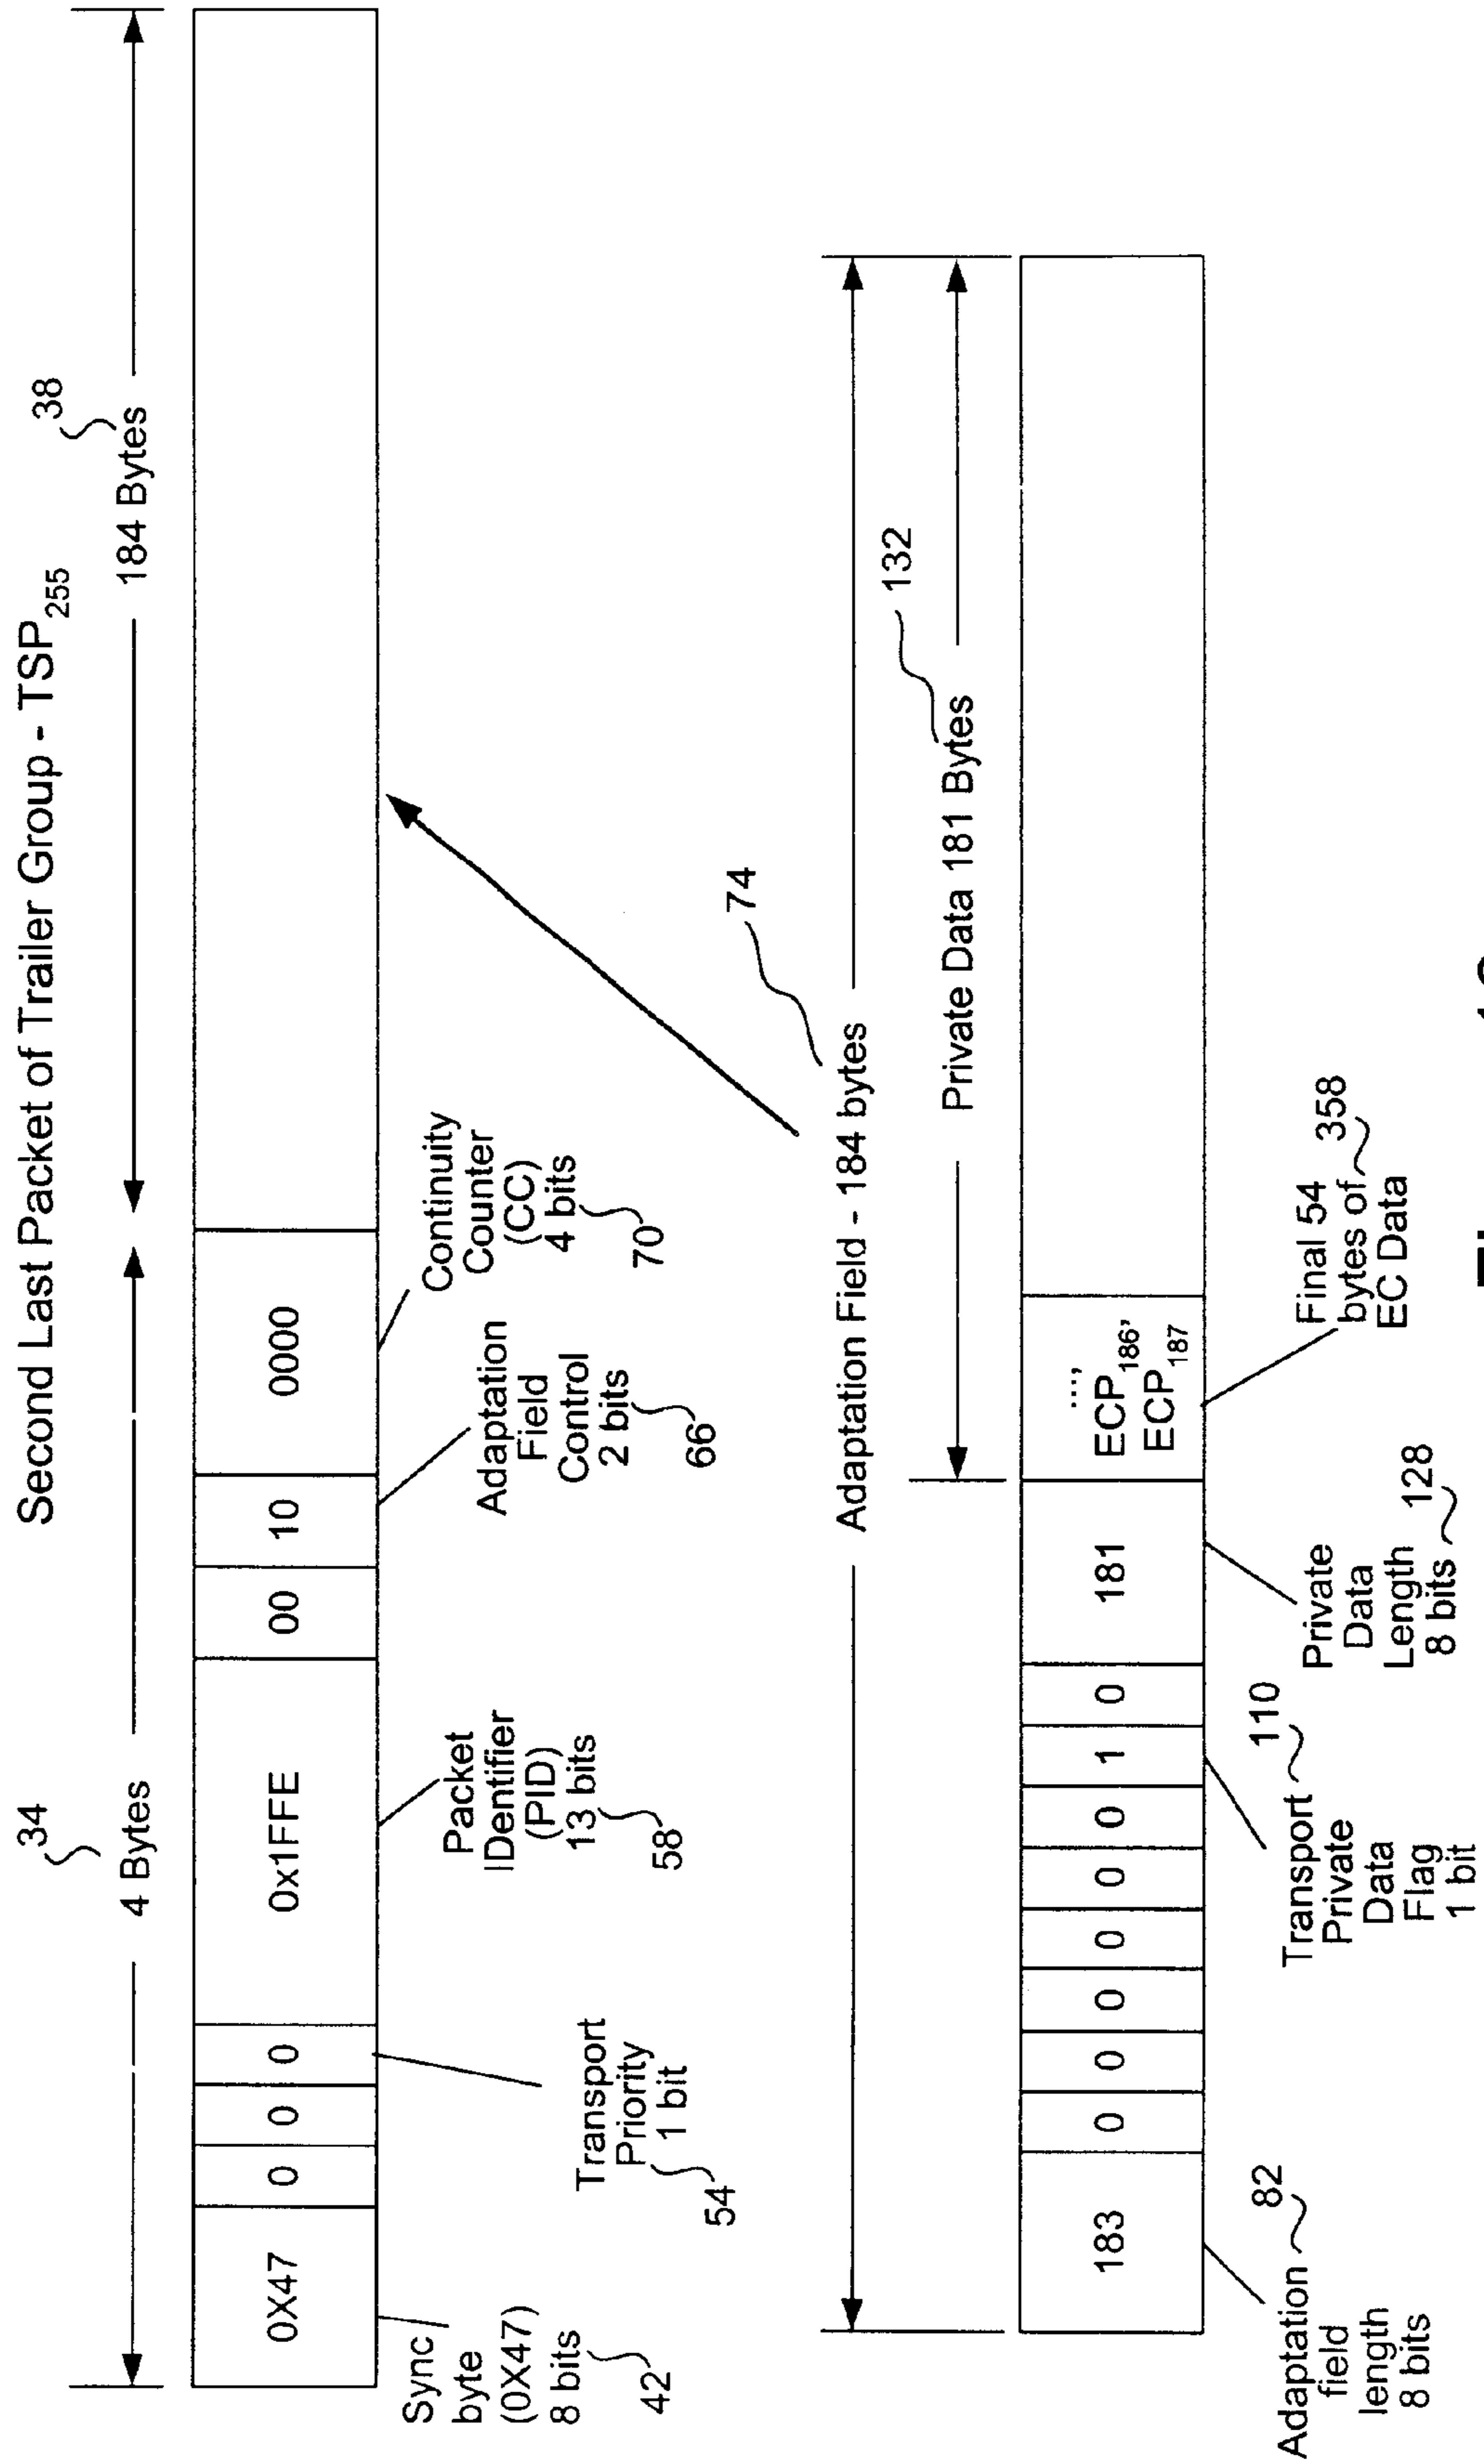 Second Last Packet of Trailer Group - TSP255
34
4 Bytes
184 Bytes
38
0X47
0
0
0
0x1FFE
00
10
0000
Sync
byte
(0X47)
8 bits
42
Transport
Priority
1 bit
54
Packet
IDentifier
(PID)
13 bits
58
Adaptation
Field
Control
2 bits
66
Continuity
Counter
(CC)
4 bits
70
74
Adaptation Field - 184 bytes
132
Private Data 181 Bytes
183
0
0
0
0
0
0
1
0
181
...,
ECP186,
ECP187
Adaptation
field
length
8 bits
82
Transport
Private
Data
Flag
1 bit
110
Private
Data
Length
8 bits
128
Final 54
bytes of
EC Data
358